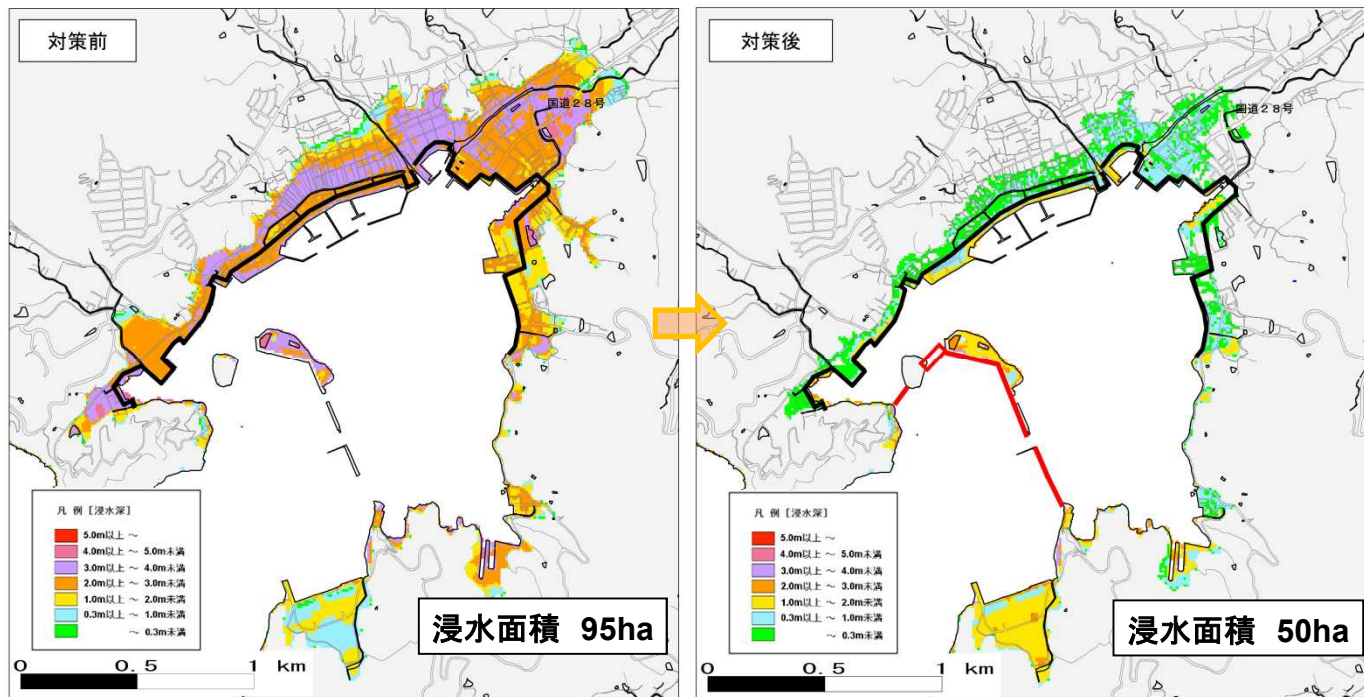 対策前
国道28号
凡 例 [浸水深]
5.0m以上 ~
4.0m以上 ~ 5.0m未満
3.0m以上 ~ 4.0m未満
2.0m以上 ~ 3.0m未満
1.0m以上 ~ 2.0m未満
0.3m以上 ~ 1.0m未満
~ 0.3m未満
浸水面積 95ha
0 0.5 1 km
対策後
国道28号
凡 例 [浸水深]
5.0m以上 ~
4.0m以上 ~ 5.0m未満
3.0m以上 ~ 4.0m未満
2.0m以上 ~ 3.0m未満
1.0m以上 ~ 2.0m未満
0.3m以上 ~ 1.0m未満
~ 0.3m未満
浸水面積 50ha
0 0.5 1 km